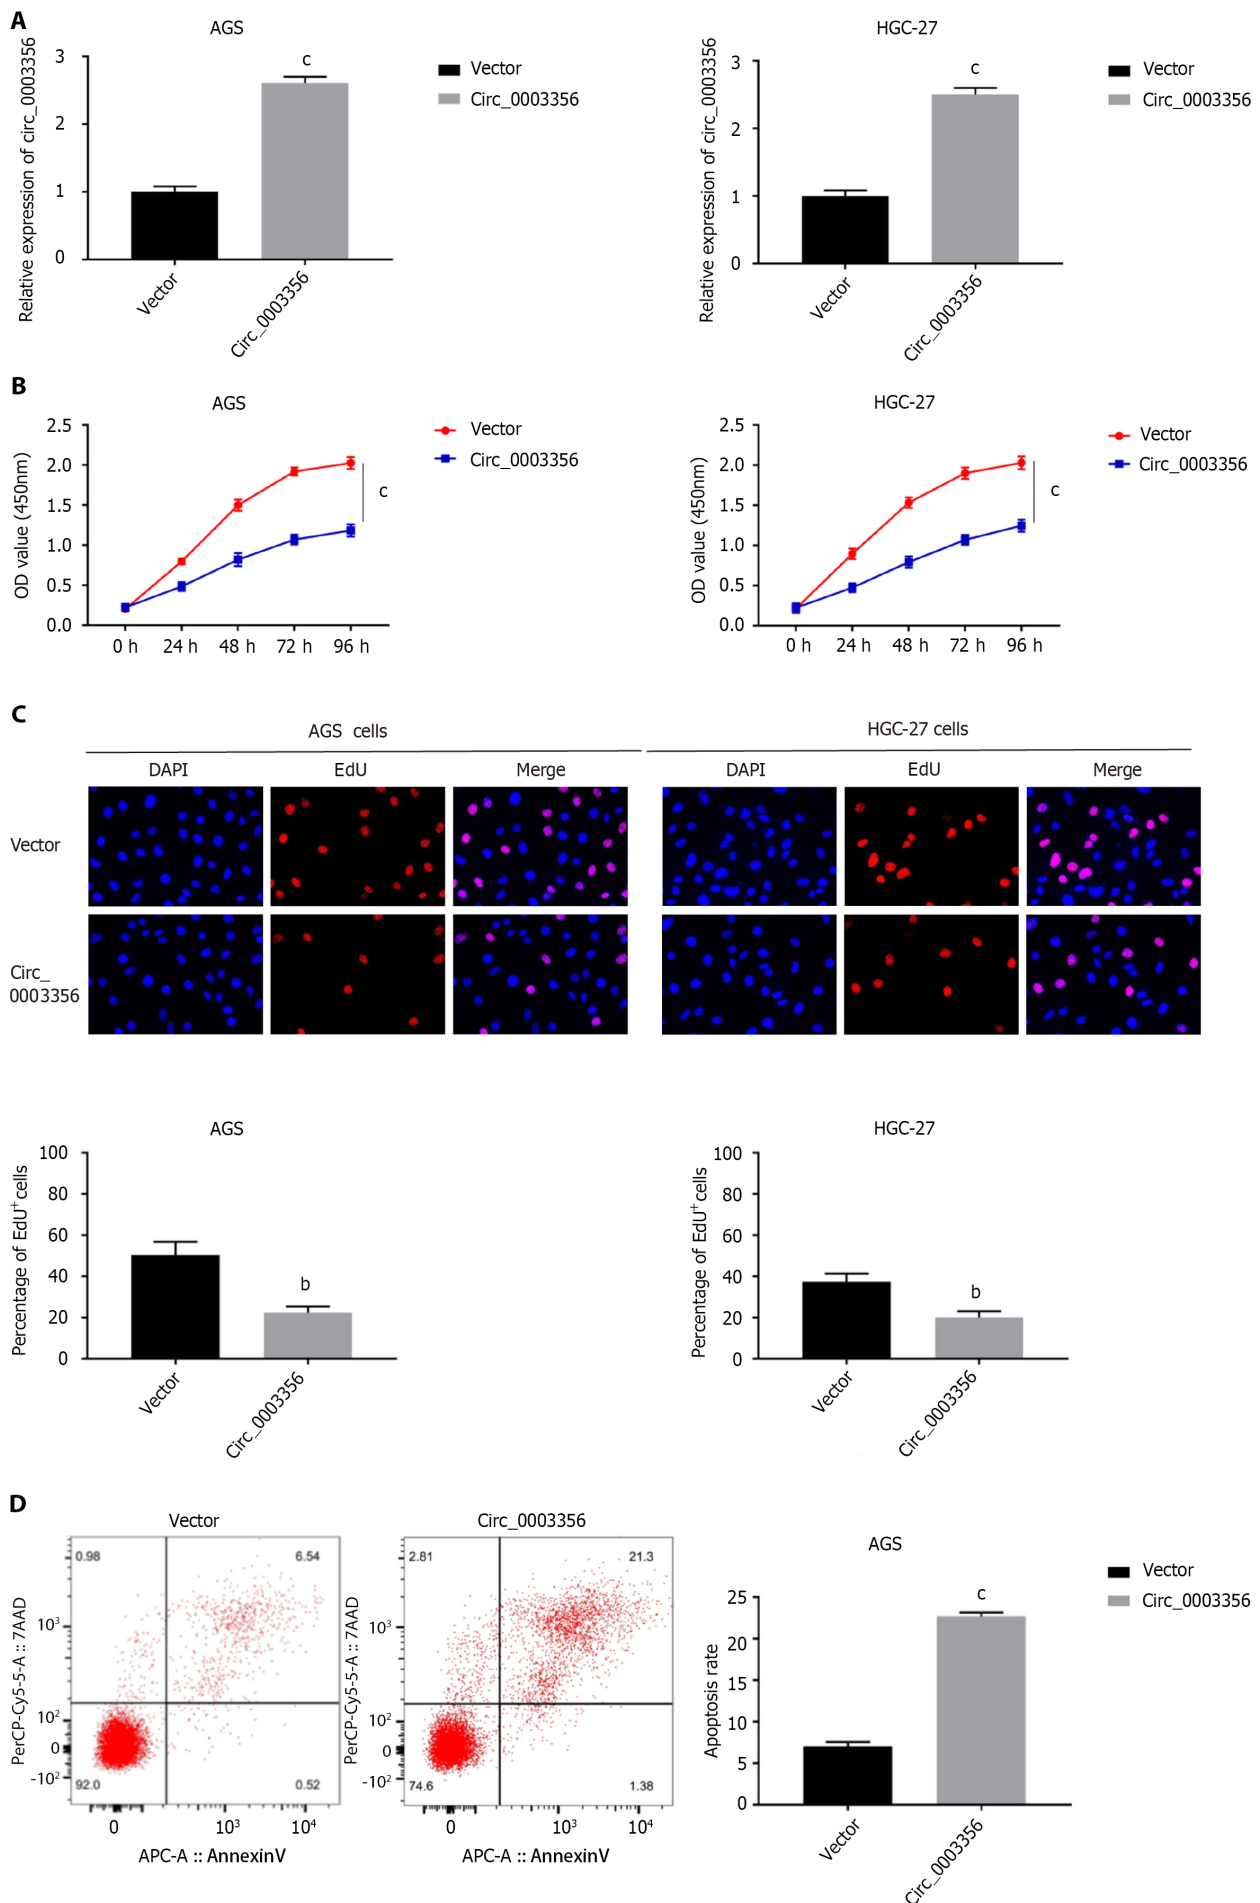 A
AGS
Relative expression of circ_0003356
3
2
1
0
c
Vector
Circ_0003356
Vector
Circ_0003356
HGC-27
Relative expression of circ_0003356
3
2
1
0
c
Vector
Circ_0003356
Vector
Circ_0003356
B
AGS
OD value (450nm)
2.5
2.0
1.5
1.0
0.5
0.0
0 h 24 h 48 h 72 h 96 h
c
Vector
Circ_0003356
HGC-27
OD value (450nm)
2.5
2.0
1.5
1.0
0.5
0.0
0 h 24 h 48 h 72 h 96 h
c
Vector
Circ_0003356
C
AGS cells
HGC-27 cells
DAPI EdU Merge DAPI EdU Merge
Vector
Circ_
0003356
AGS
Percentage of EdU+ cells
100
80
60
40
20
0
b
Vector
Circ_0003356
HGC-27
Percentage of EdU+ cells
100
80
60
40
20
0
b
Vector
Circ_0003356
D
Vector
PerCP-Cy5-5-A :: 7AAD
0.98 6.54
10³
10²
0
-10²
92.0 0.52
0 10³ 10⁴
APC-A :: AnnexinV
Circ_0003356
PerCP-Cy5-5-A :: 7AAD
2.81 21.3
10³
10²
0
-10²
74.6 1.38
0 10³ 10⁴
APC-A :: AnnexinV
AGS
Apoptosis rate
25
20
15
10
5
0
c
Vector
Circ_0003356
Vector
Circ_0003356